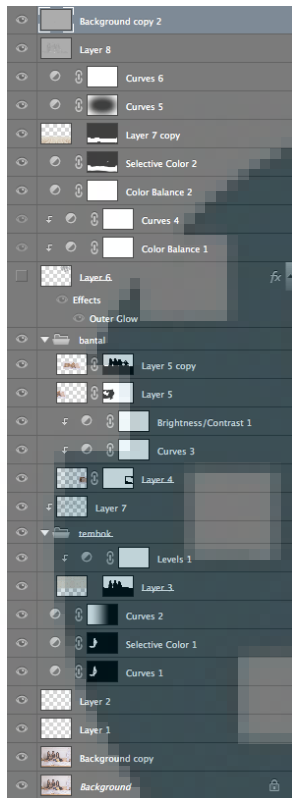 Background copy 2
Layer 8
Curves 6
Curves 5
Layer 7 copy
Selective Color 2
Color Balance 2
Curves 4
Color Balance 1
Layer 6
fx
Effects
Outer Glow
bantal
Layer 5 copy
Layer 5
Brightness/Contrast 1
Curves 3
Layer 4
Layer 7
tembok
Levels 1
Layer 3
Curves 2
Selective Color 1
Curves 1
Layer 2
Layer 1
Background copy
Background